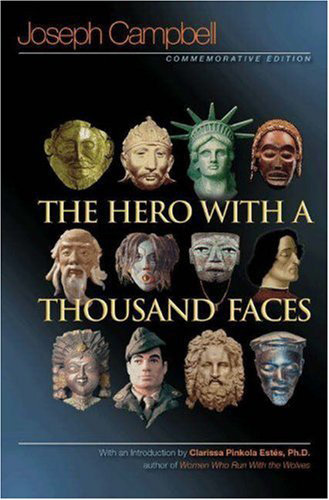 Joseph Campbell
COMMEMORATIVE EDITION
THE HERO WITH A
THOUSAND FACES
With an Introduction by Clarissa Pinkola Estés, Ph.D.
author of Women Who Run With the Wolves